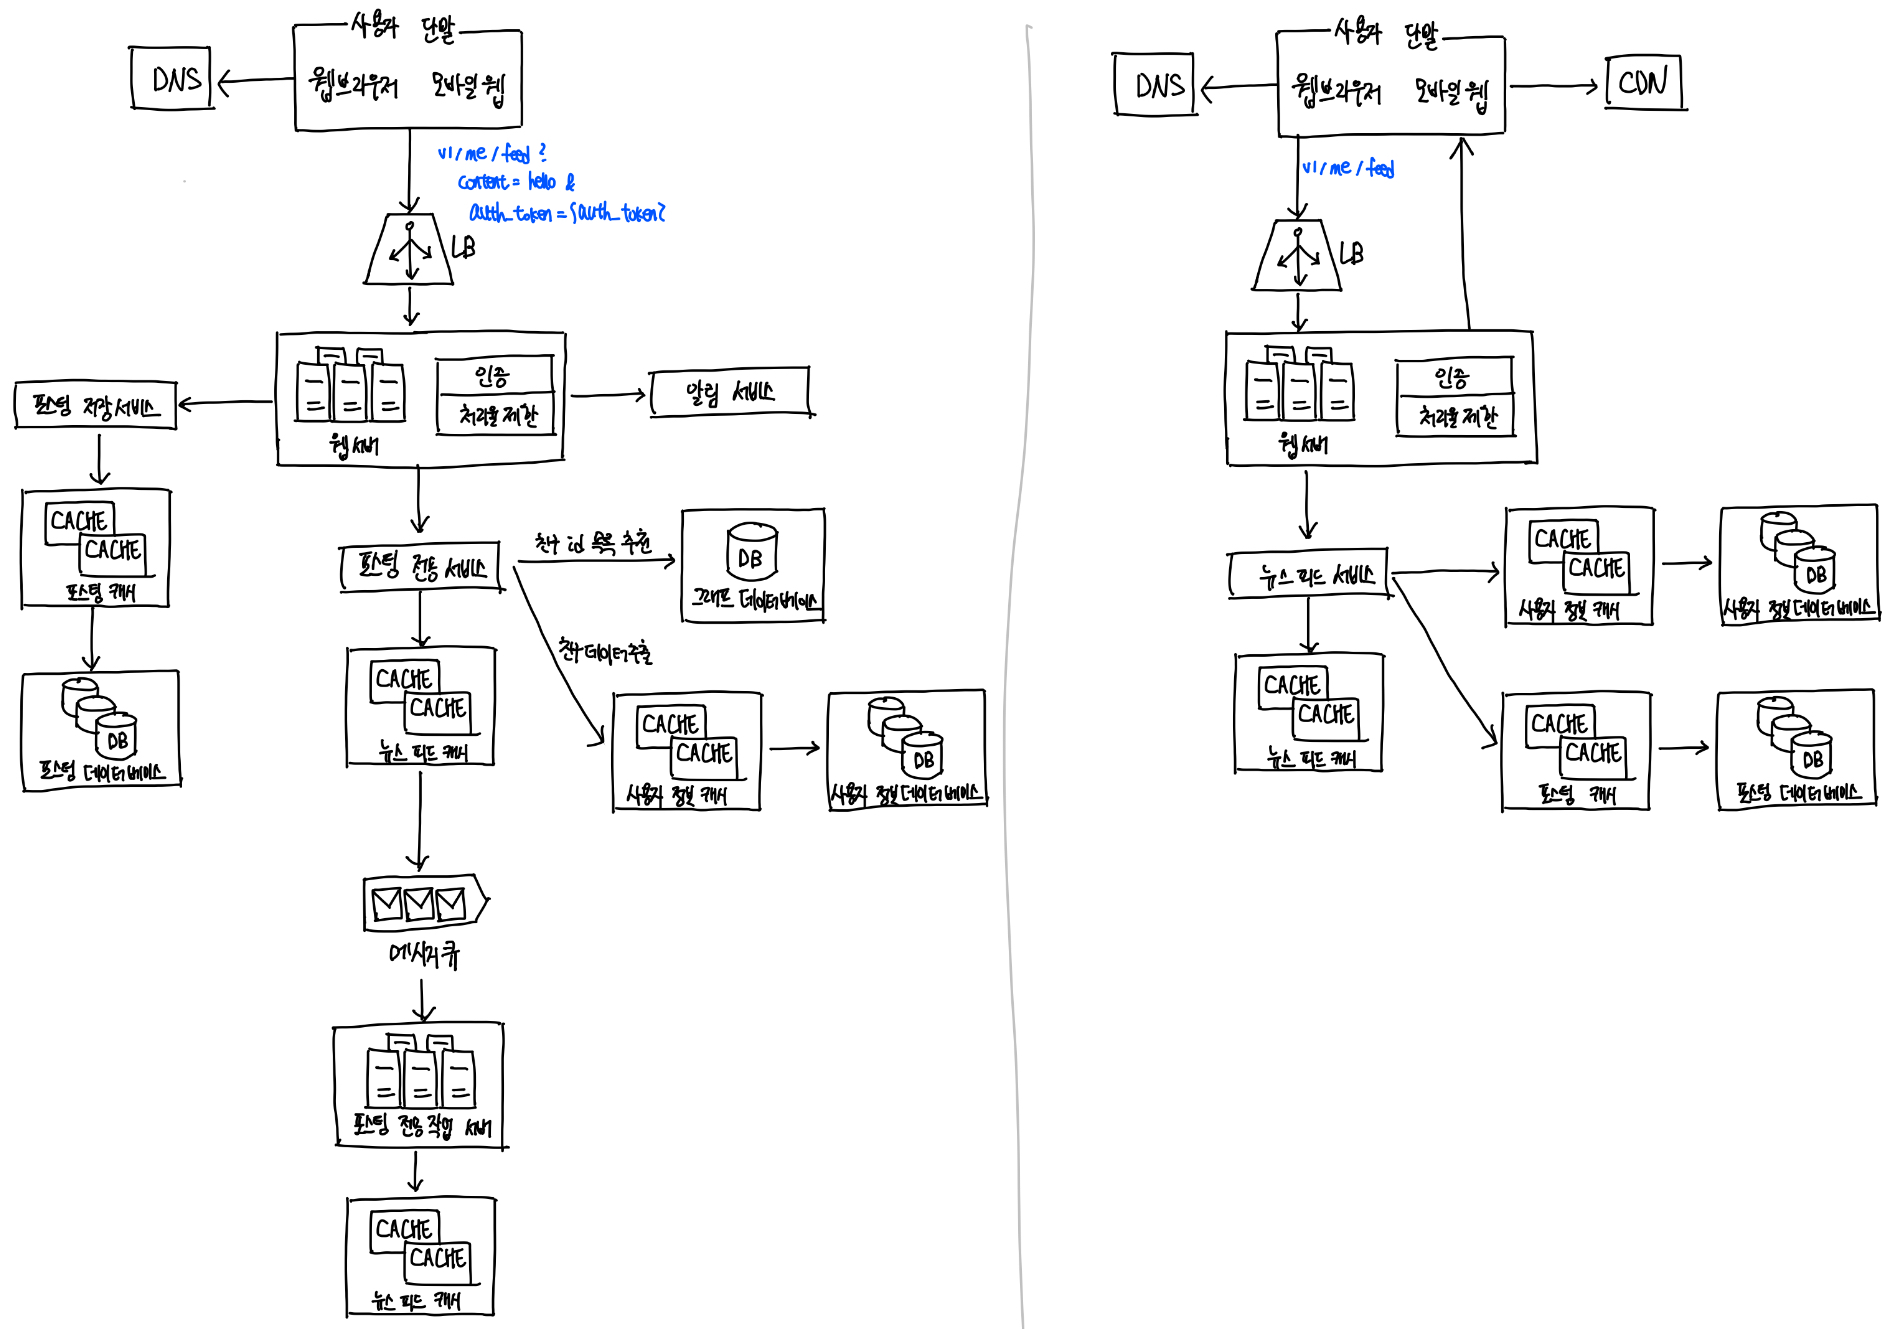 사용자 단말
DNS
웹브라우저 모바일 웹
v1/me/feed?
content=hello &
auth_token={auth_token}
LB
인증
처리율 제한
웹서버
포스팅 저장 서비스
알림 서비스
CACHE
CACHE
포스팅 캐시
DB
포스팅 데이터베이스
포스팅 전송 서비스
친구 id 목록 추천
DB
그래프 데이터베이스
친구 데이터 추출
CACHE
CACHE
뉴스 피드 캐시
CACHE
CACHE
사용자 정보 캐시
DB
사용자 정보 데이터베이스
메시지 큐
포스팅 전송 작업 서버
CACHE
CACHE
뉴스 피드 캐시
사용자 단말
DNS
웹브라우저 모바일 웹
CDN
v1/me/feed
LB
인증
처리율 제한
웹서버
뉴스 피드 서비스
CACHE
CACHE
사용자 정보 캐시
DB
사용자 정보 데이터베이스
CACHE
CACHE
뉴스 피드 캐시
CACHE
CACHE
포스팅 캐시
DB
포스팅 데이터베이스